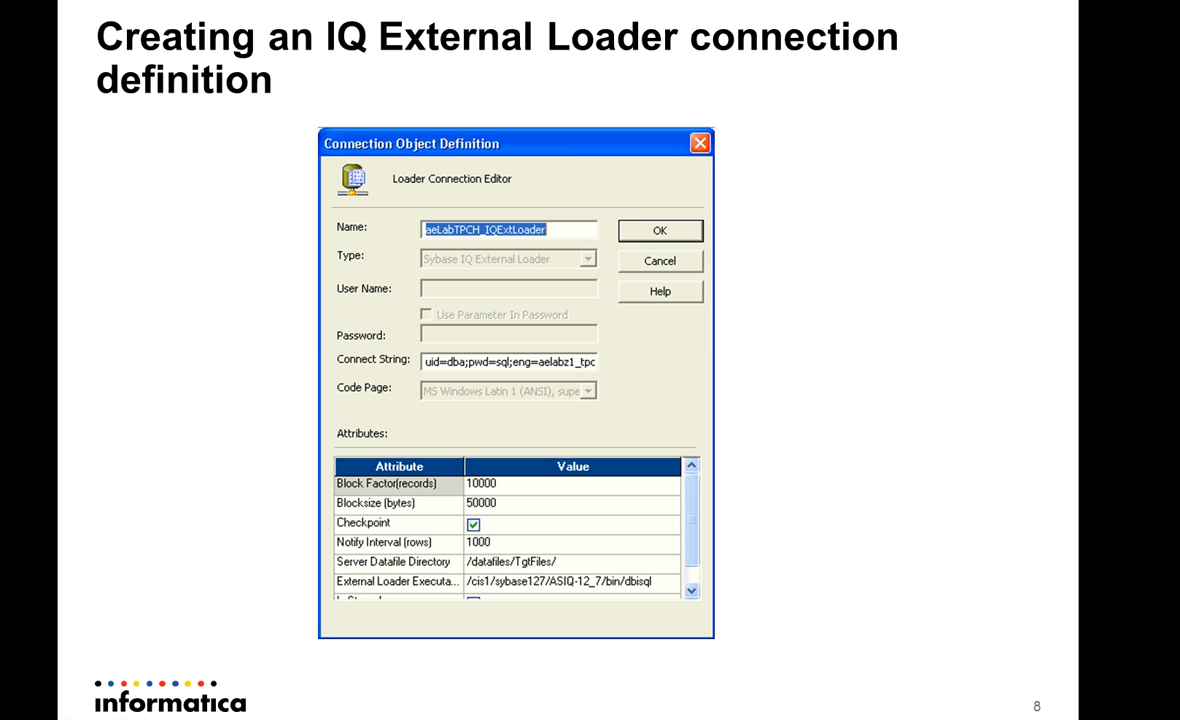 Creating an IQ External Loader connection
definition
Connection Object Definition
Loader Connection Editor
Name: aeLabTPCH_IQExtLoader OK
Type: Sybase IQ External Loader Cancel
User Name: Help
Use Parameter In Password
Password:
Connect String: uid=dba;pwd=sql;eng=aelabz1_tpc
Code Page: MS Windows Latin 1 (ANSI), supe
Attributes:
Attribute Value
Block Factor(records) 10000
Blocksize (bytes) 50000
Checkpoint
Notify Interval (rows) 1000
Server Datafile Directory /datafiles/TgtFiles/
External Loader Executa... /cis1/sybase127/ASIQ-12_7/bin/dbisql
informatica
8